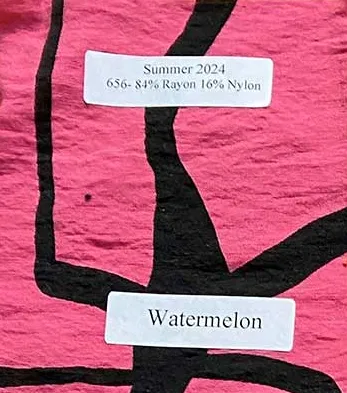 Summer 2024
656- 84% Rayon 16% Nylon
Watermelon